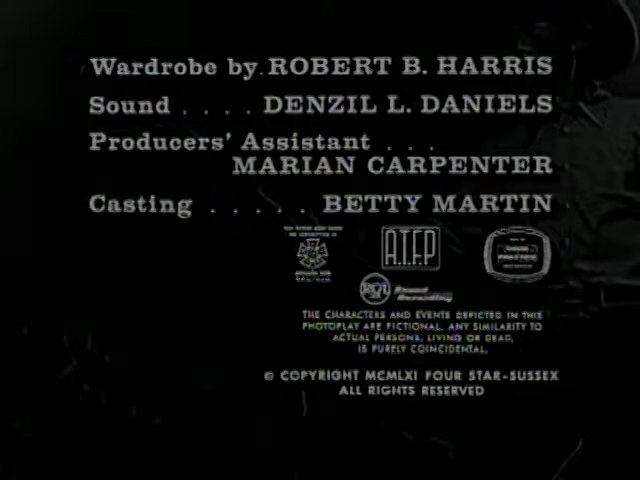 Wardrobe by. ROBERT B. HARRIS
Sound . . . . DENZIL L. DANIELS
Producers' Assistant . . .
MARIAN CARPENTER
Casting . . . . . BETTY MARTIN
A.T.F.P
RCA Sound
Recording
THE CHARACTERS AND EVENTS DEPICTED IN THIS
PHOTOPLAY ARE FICTIONAL. ANY SIMILARITY TO
ACTUAL PERSONS, LIVING OR DEAD,
IS PURELY COINCIDENTAL.
© COPYRIGHT MCMLXI FOUR STAR-SUSSEX
ALL RIGHTS RESERVED